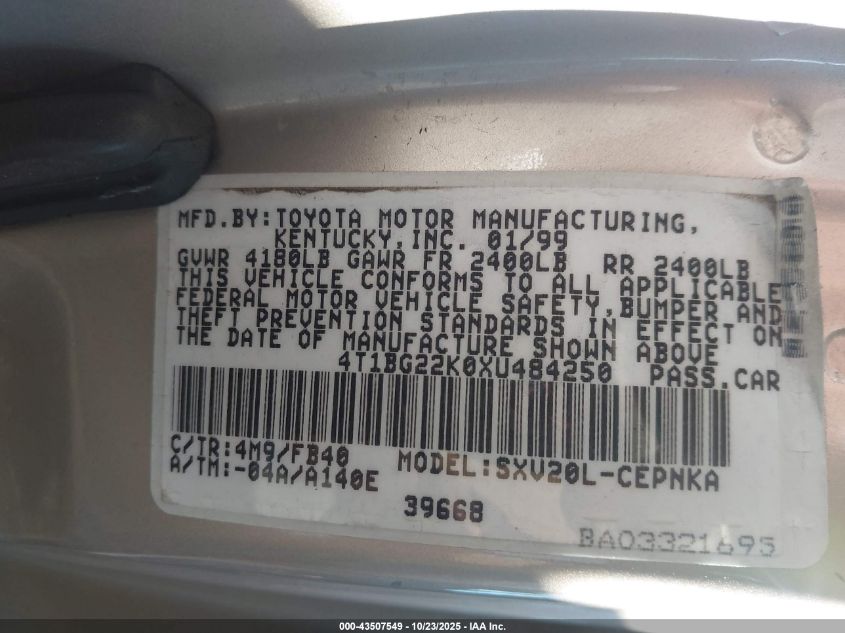 MFD.BY:TOYOTA MOTOR MANUFACTURING,
KENTUCKY,INC. 01/99
GVWR 4180LB GAWR FR 2400LB RR 2400LB
THIS VEHICLE CONFORMS TO ALL APPLICABLE
FEDERAL MOTOR VEHICLE SAFETY,BUMPER AND
THEFT PREVENTION STANDARDS IN EFFECT ON
THE DATE OF MANUFACTURE SHOWN ABOVE
4T1BG22K0XU484250 PASS.CAR
C/TR:4M9/FB40
A/TM:-04A/A140E MODEL:SXV20L-CEPNKA
39668
BA03321695
000-43507549 - 10/23/2025 - IAA Inc.